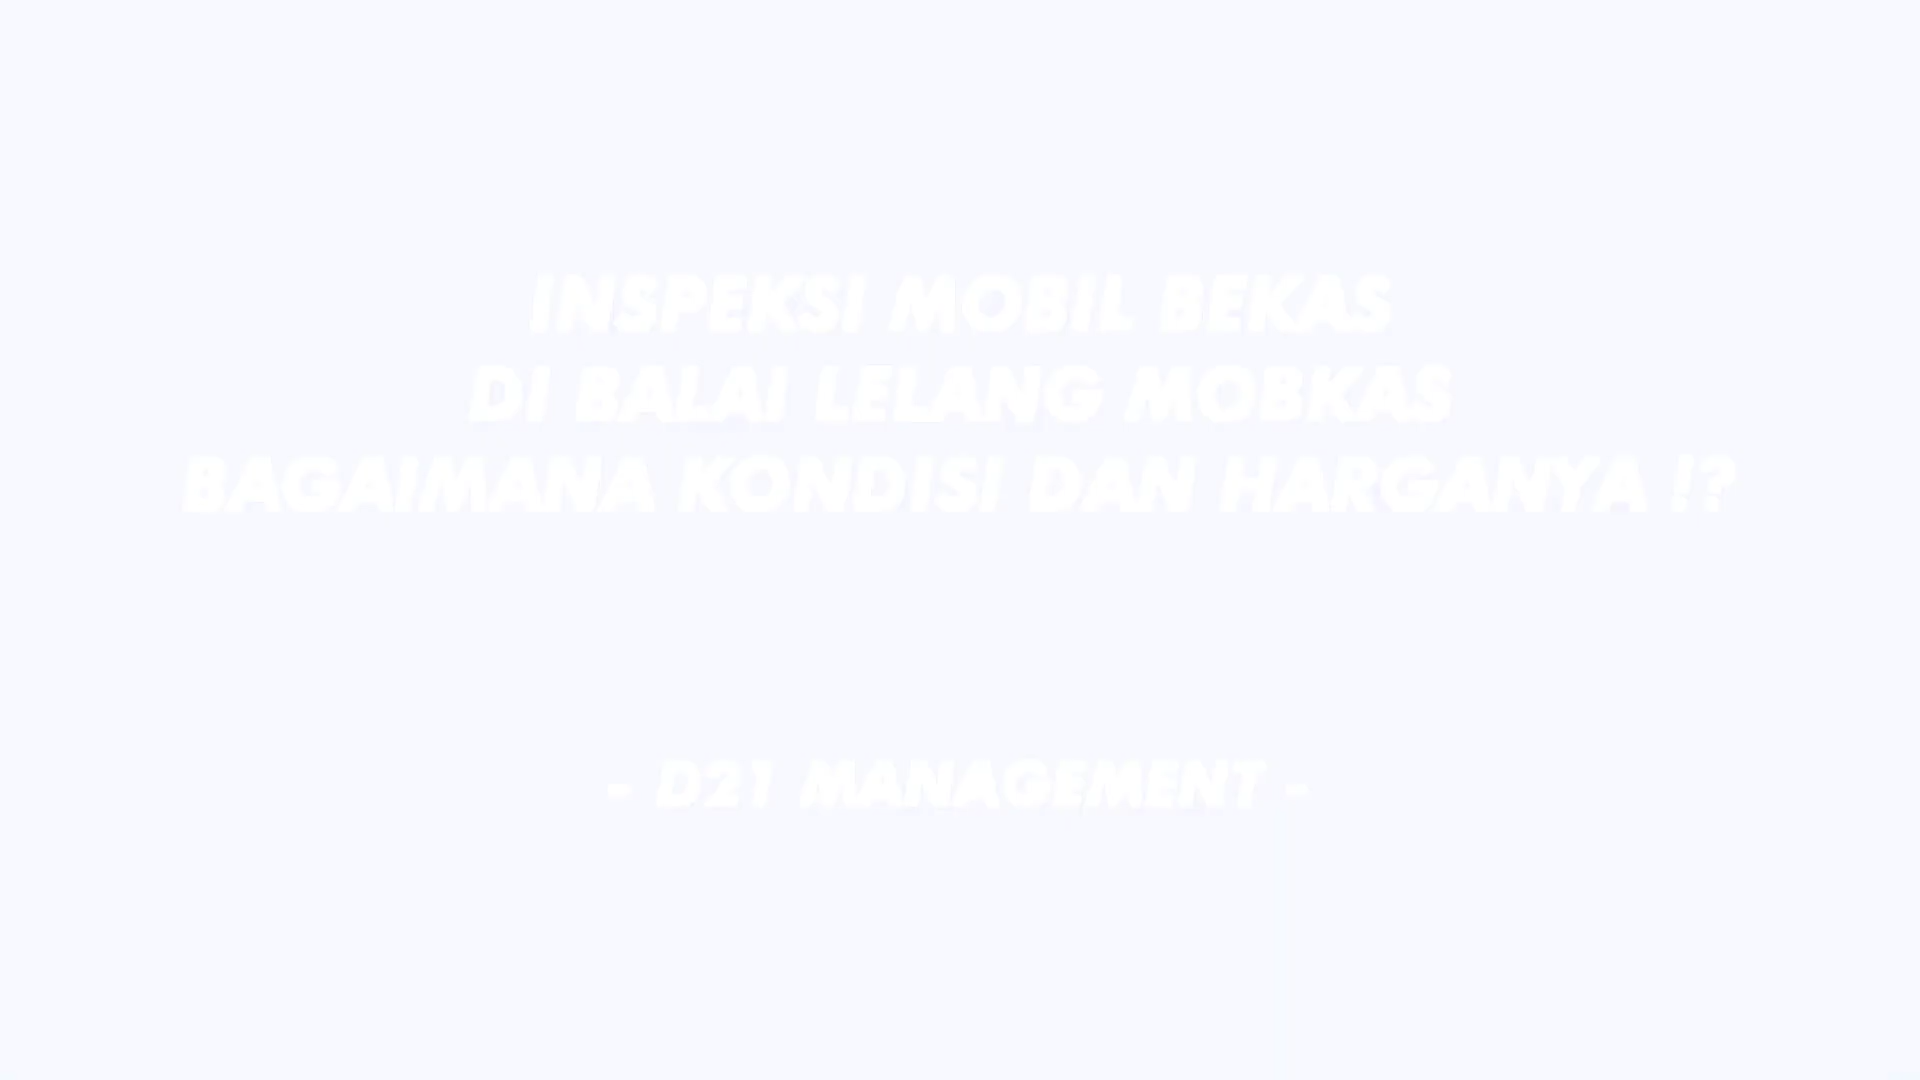 INSPEKSI MOBIL BEKAS
DI BALAI LELANG MOBKAS
BAGAIMANA KONDISI DAN HARGANYA !?
- D21 MANAGEMENT -